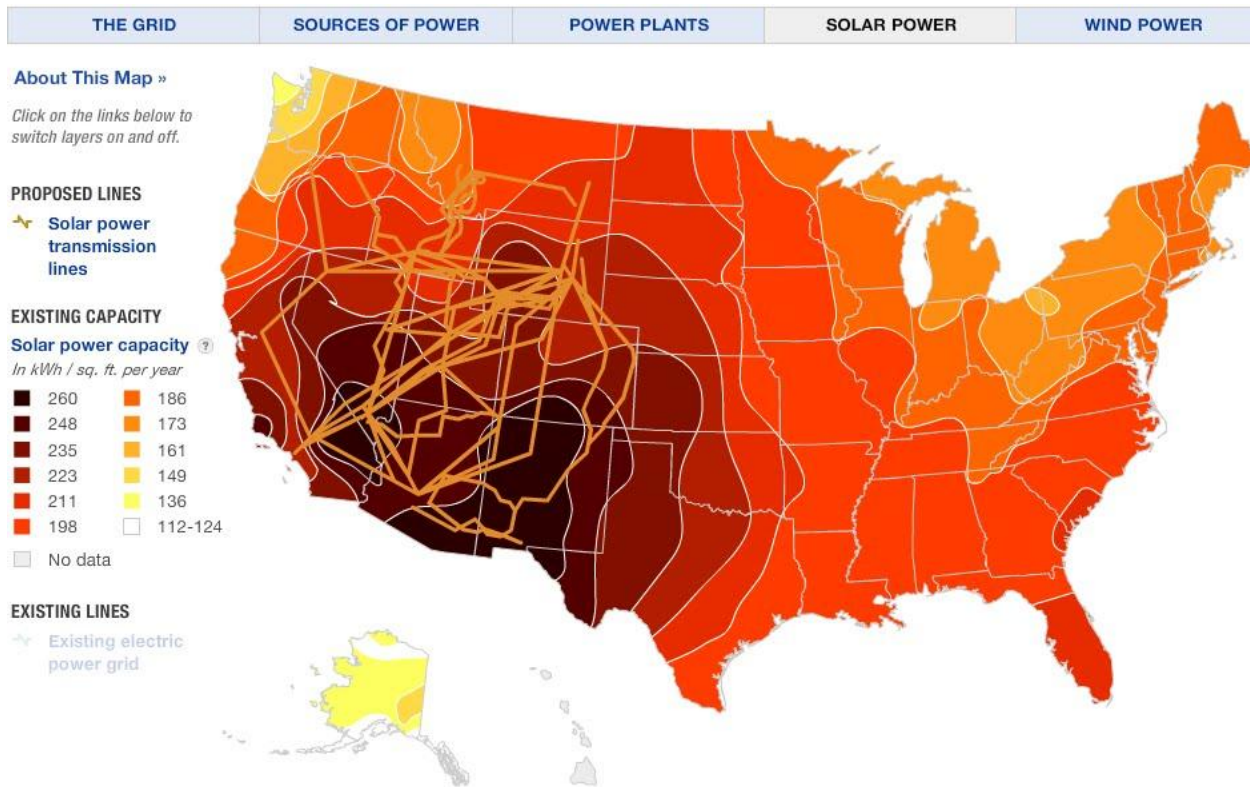 THE GRID
SOURCES OF POWER
POWER PLANTS
SOLAR POWER
WIND POWER
About This Map »
Click on the links below to
switch layers on and off.
PROPOSED LINES
Solar power
transmission
lines
EXISTING CAPACITY
Solar power capacity ?
In kWh / sq. ft. per year
260 186
248 173
235 161
223 149
211 136
198 112-124
No data
EXISTING LINES
Existing electric
power grid